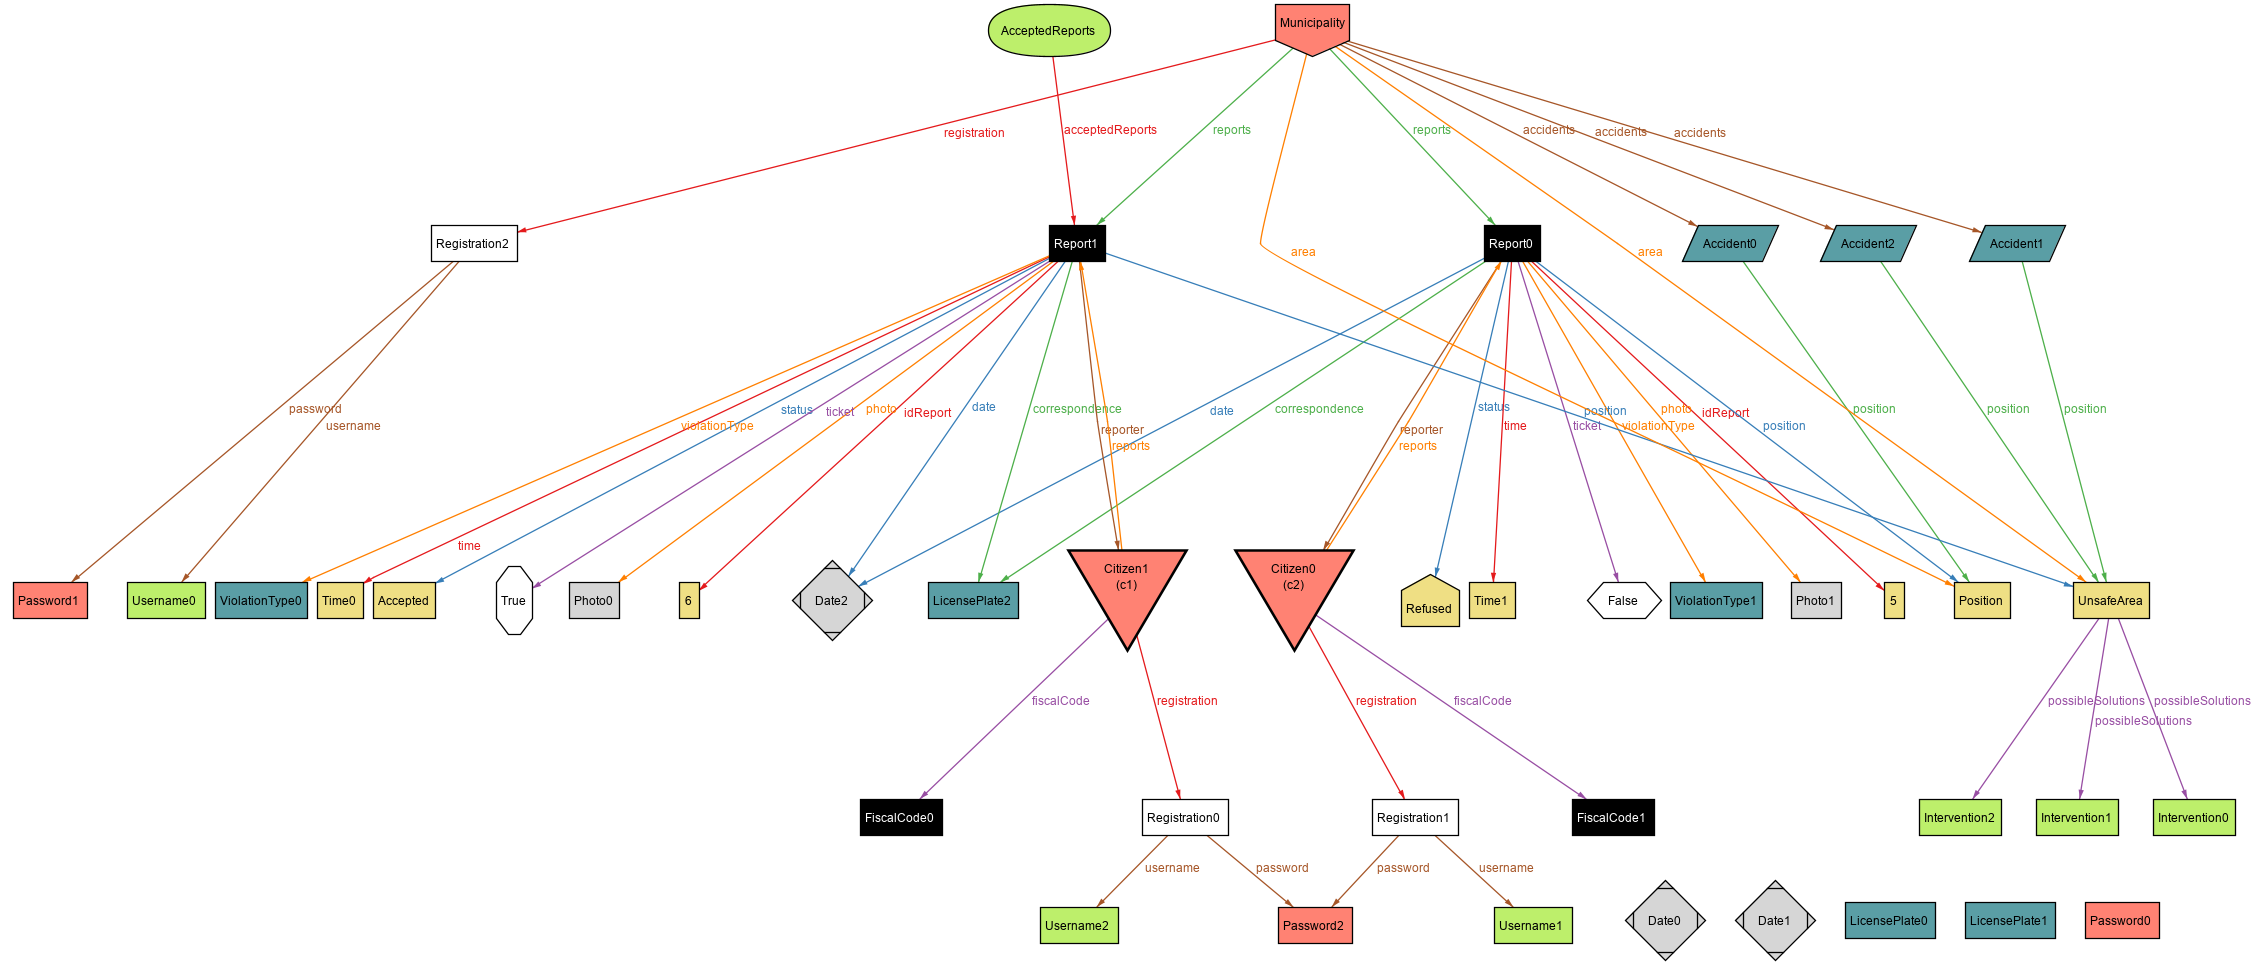 AcceptedReports
Municipality
registration
acceptedReports
reports
reports
accidents
accidents
accidents
Registration2
Report1
area
Report0
area
Accident0
Accident2
Accident1
password
username
violationType
status
ticket
photo
idReport
date
correspondence
reporter
reports
date
correspondence
reporter
reports
status
time
ticket
position
violationType
photo
idReport
position
position
position
position
time
Password1
Username0
ViolationType0
Time0
Accepted
True
Photo0
6
Date2
LicensePlate2
Citizen1
(c1)
Citizen0
(c2)
Refused
Time1
False
ViolationType1
Photo1
5
Position
UnsafeArea
fiscalCode
registration
registration
fiscalCode
possibleSolutions
possibleSolutions
possibleSolutions
FiscalCode0
Registration0
Registration1
FiscalCode1
Intervention2
Intervention1
Intervention0
username
password
password
username
Username2
Password2
Username1
Date0
Date1
LicensePlate0
LicensePlate1
Password0